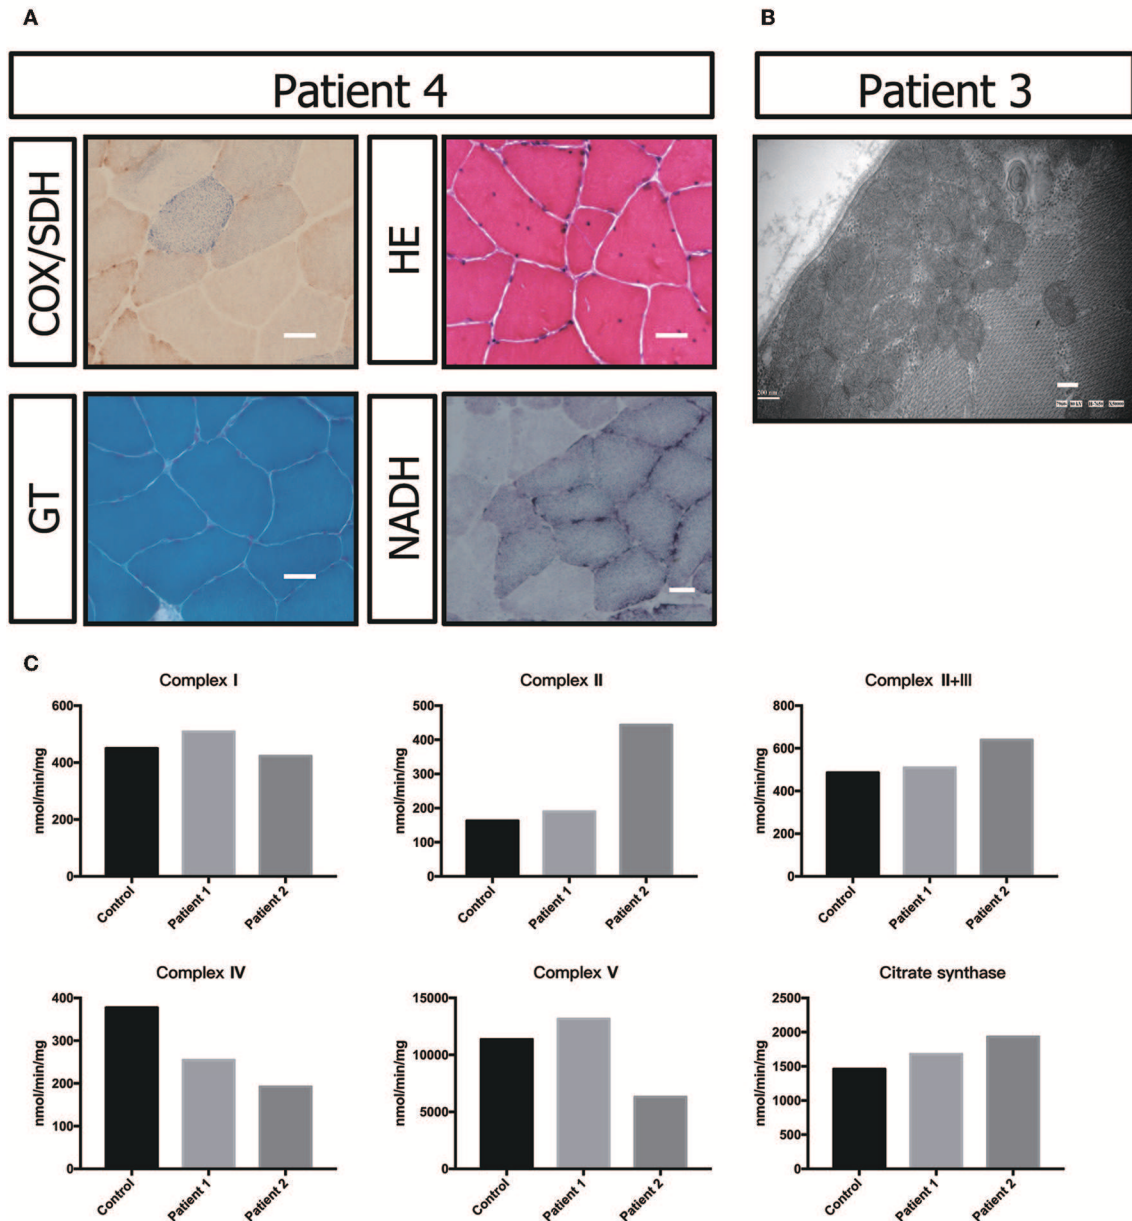 A
B
Patient 4
Patient 3
COX/SDH
HE
GT
NADH
200 nm
C
Complex I
600
400
200
0
nmol/min/mg
Control
Patient 1
Patient 2
Complex II
500
400
300
200
100
0
nmol/min/mg
Control
Patient 1
Patient 2
Complex II+III
800
600
400
200
0
nmol/min/mg
Control
Patient 1
Patient 2
Complex IV
400
300
200
100
0
nmol/min/mg
Control
Patient 1
Patient 2
Complex V
15000
10000
5000
0
nmol/min/mg
Control
Patient 1
Patient 2
Citrate synthase
2500
2000
1500
1000
500
0
nmol/min/mg
Control
Patient 1
Patient 2